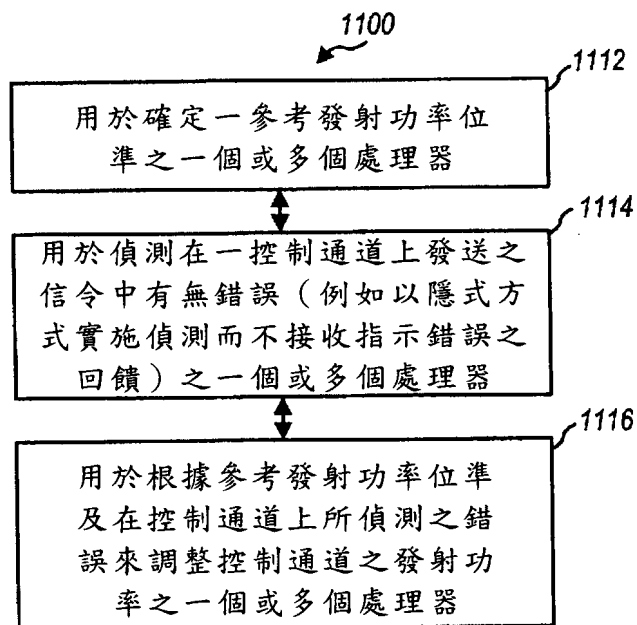 1100
1112
用於確定一參考發射功率位
準之一個或多個處理器
1114
用於偵測在一控制通道上發送之
信令中有無錯誤（例如以隱式方
式實施偵測而不接收指示錯誤之
回饋）之一個或多個處理器
1116
用於根據參考發射功率位準
及在控制通道上所偵測之錯
誤來調整控制通道之發射功
率之一個或多個處理器